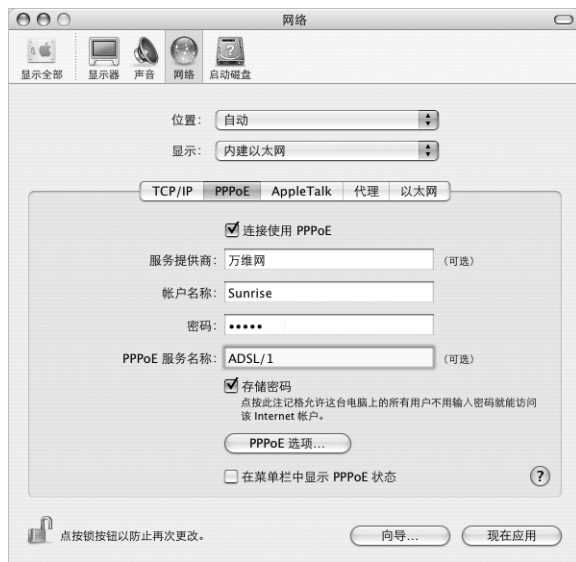 网络
显示全部 显示器 声音 网络 启动磁盘
位置: 自动
显示: 内建以太网
TCP/IP PPPoE AppleTalk 代理 以太网
连接使用 PPPoE
服务提供商: 万维网 (可选)
帐户名称: Sunrise
密码: •••••
PPPoE 服务名称: ADSL/1 (可选)
存储密码
点按此注记格允许这台电脑上的所有用户不用输入密码就能访问
该 Internet 帐户。
PPPoE 选项...
在菜单栏中显示 PPPoE 状态 ?
点按锁按钮以防止再次更改。 向导... 现在应用